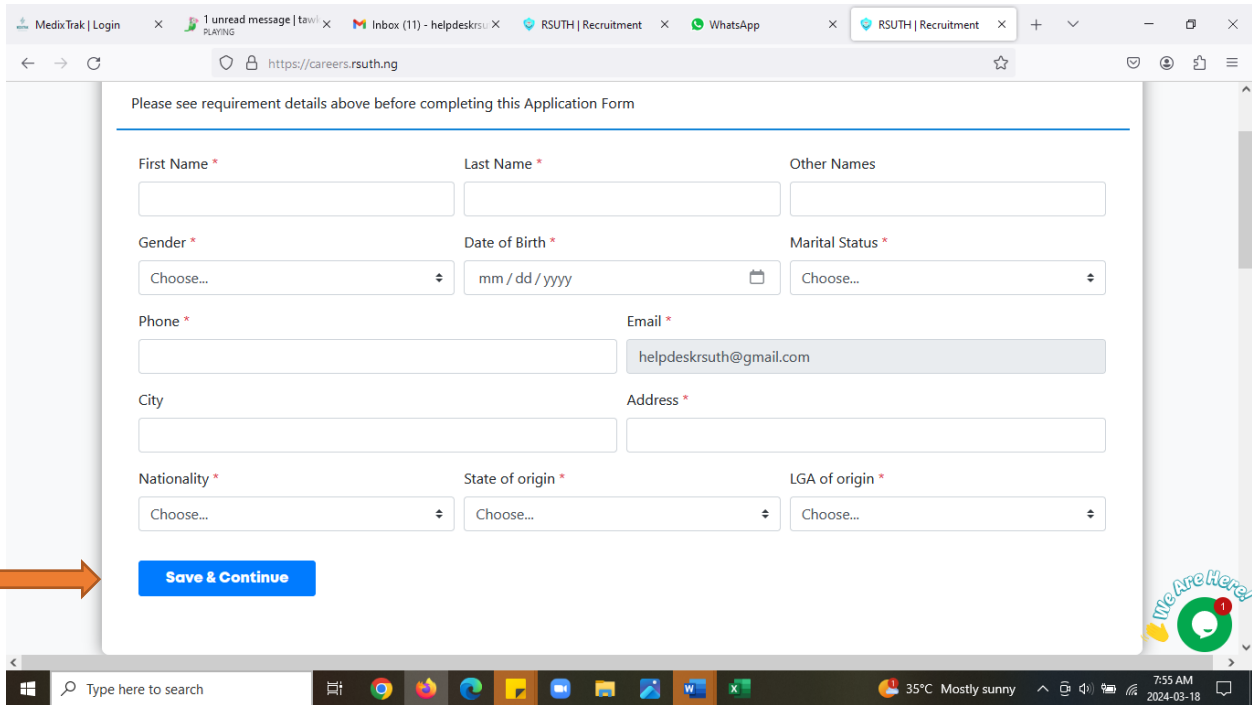 MedixTrak | Login
1 unread message | tawk
PLAYING
Inbox (11) - helpdeskrsu
RSUTH | Recruitment
WhatsApp
RSUTH | Recruitment
https://careers.rsuth.ng
Please see requirement details above before completing this Application Form
First Name * Last Name * Other Names
Gender * Date of Birth * Marital Status *
Choose... mm / dd / yyyy Choose...
Phone * Email *
helpdeskrsuth@gmail.com
City Address *
Nationality * State of origin * LGA of origin *
Choose... Choose... Choose...
Save & Continue
We Are Here!
1
Type here to search
W
X
1
35°C Mostly sunny
7:55 AM
2024-03-18